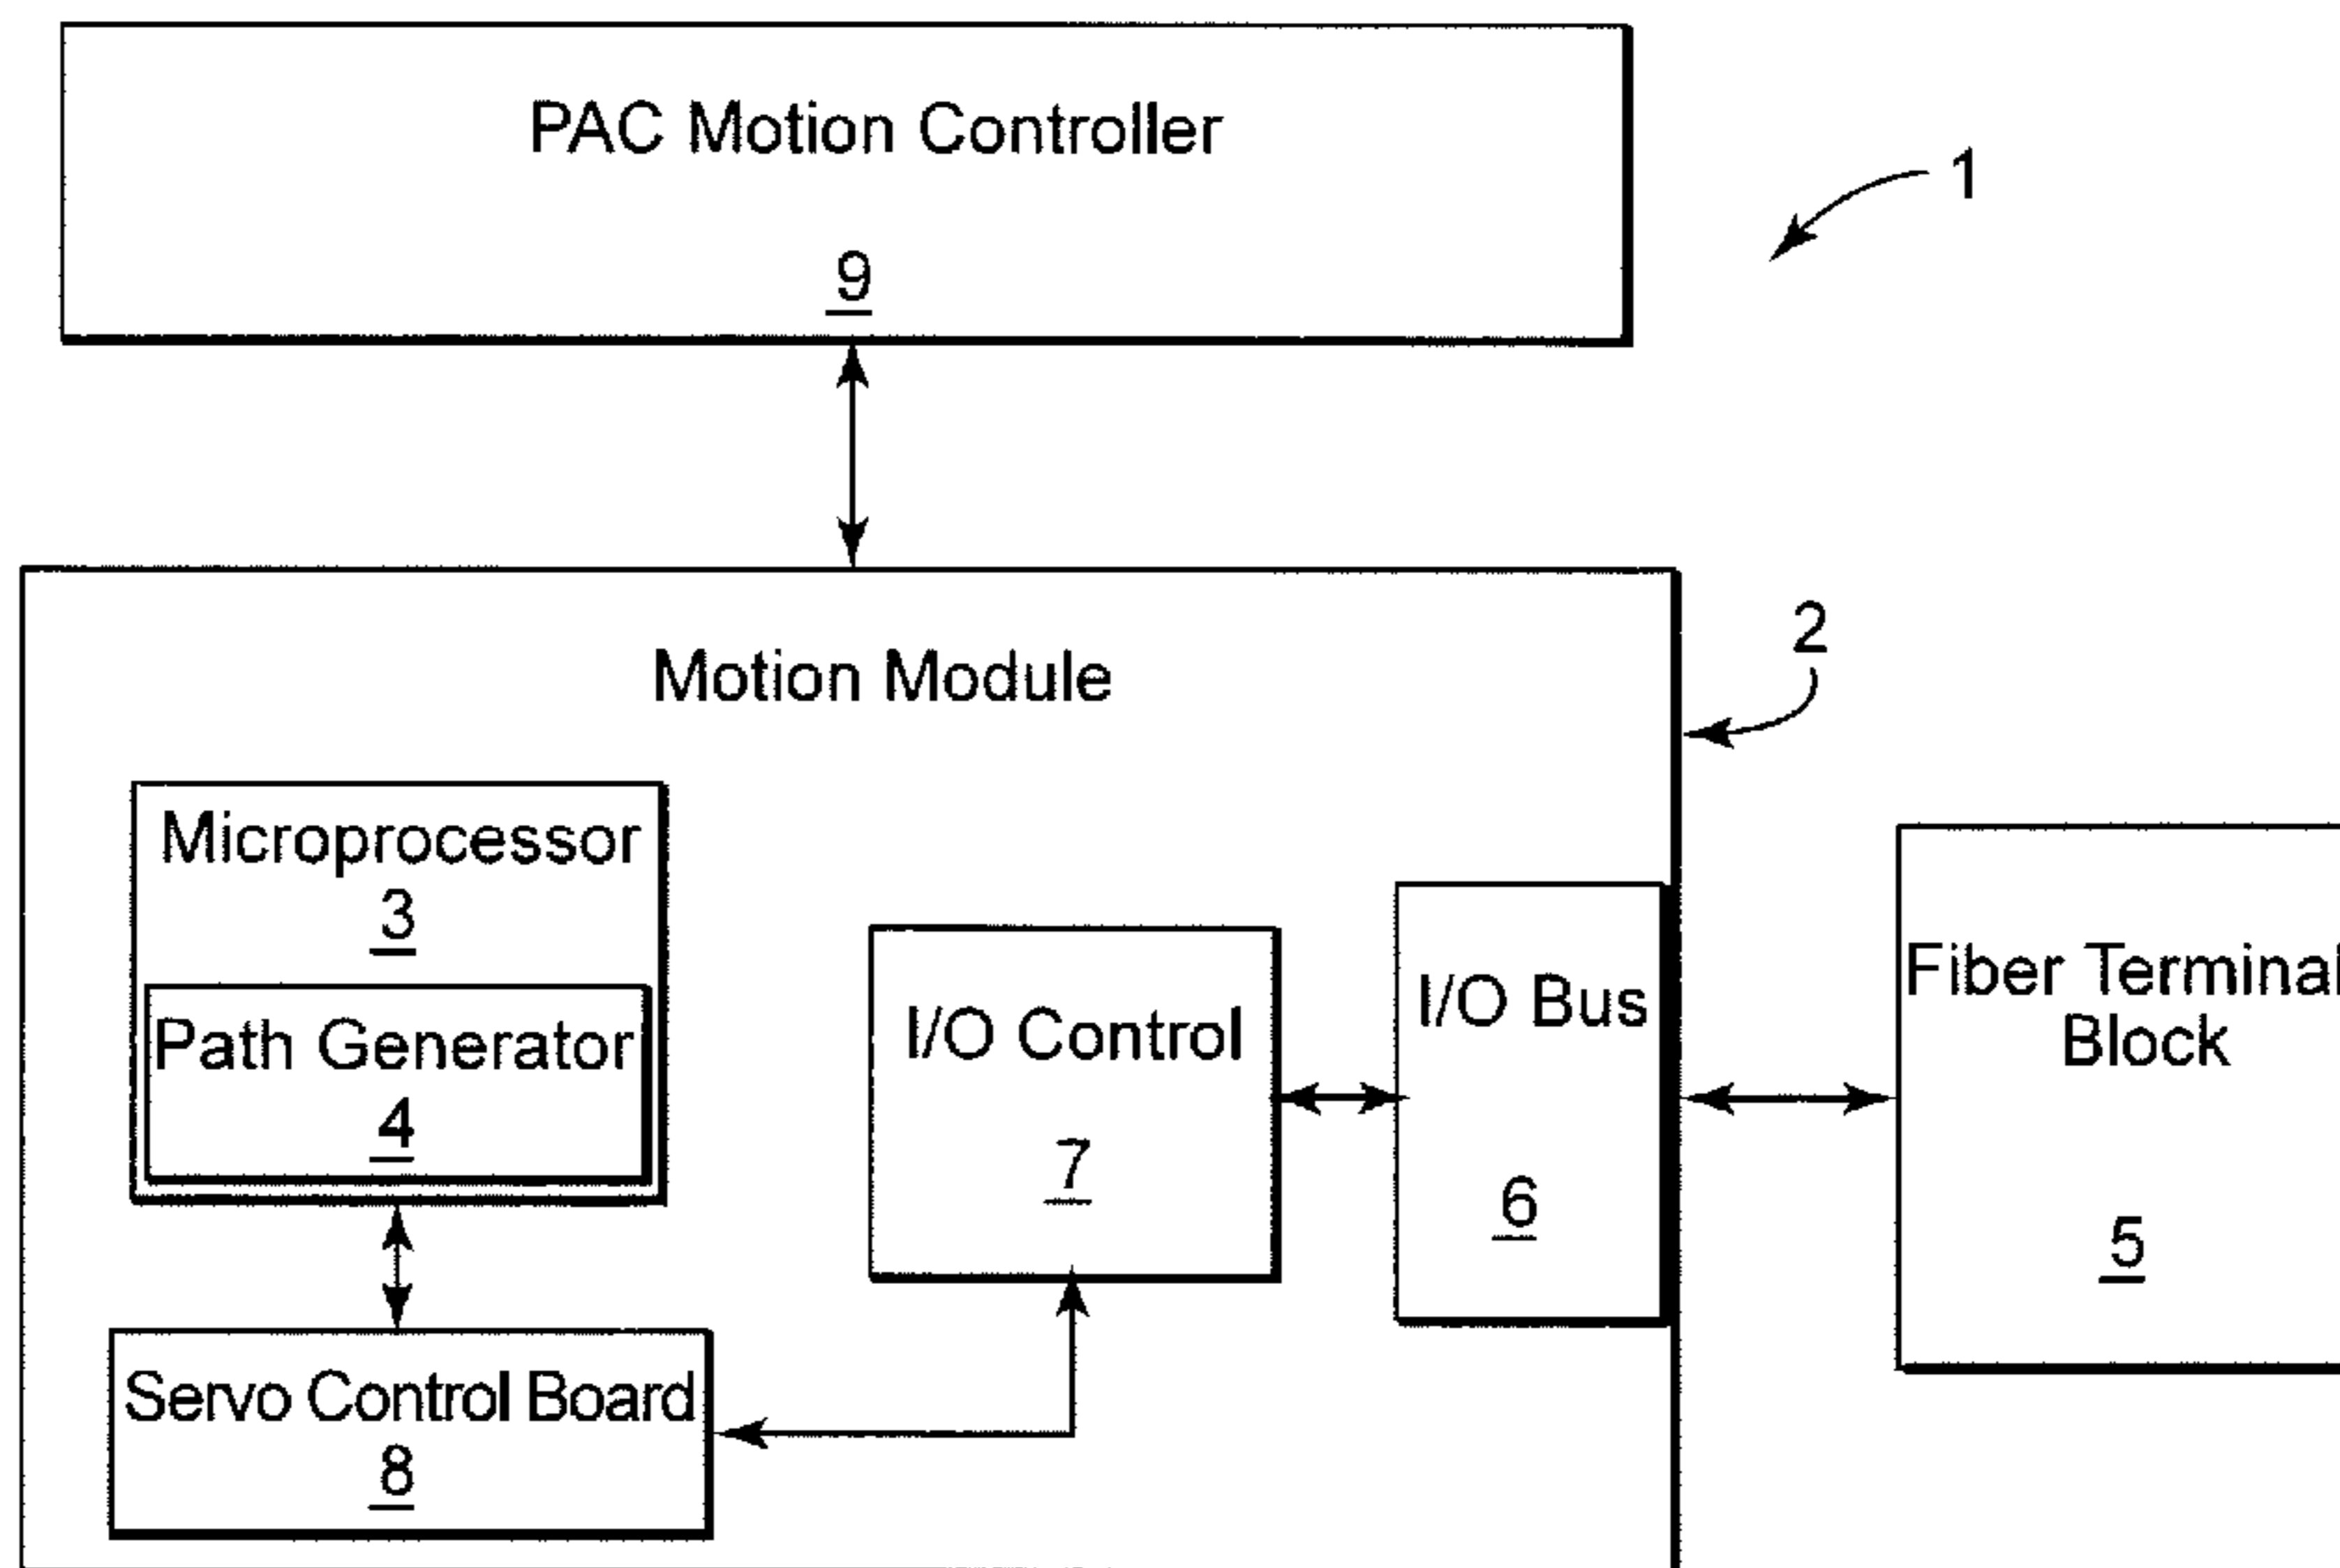 PAC Motion Controller
9
1
Motion Module
2
Microprocessor
3
Path Generator
4
I/O Control
7
I/O Bus
6
Fiber Terminal
Block
5
Servo Control Board
8